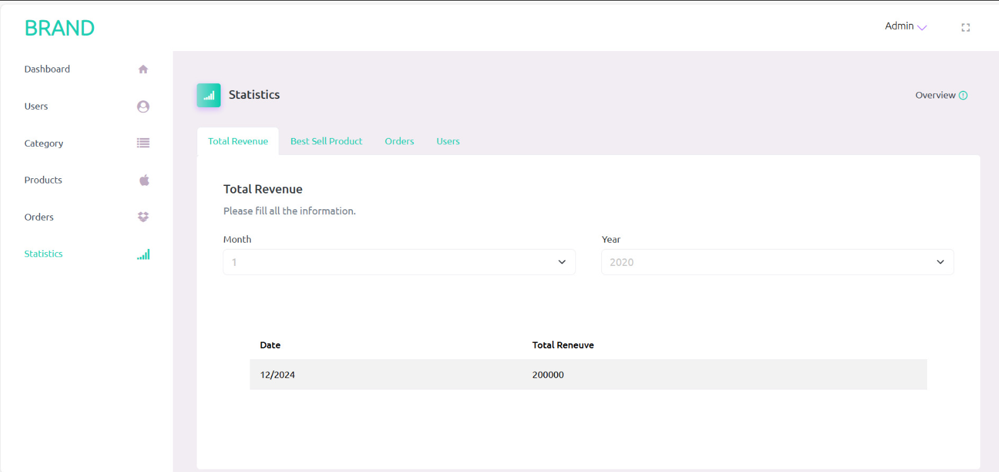 BRAND
Admin
Dashboard
Users
Category
Products
Orders
Statistics
Statistics
Overview
Total Revenue Best Sell Product Orders Users
Total Revenue
Please fill all the information.
Month Year
1 2020
Date Total Reneuve
12/2024 200000